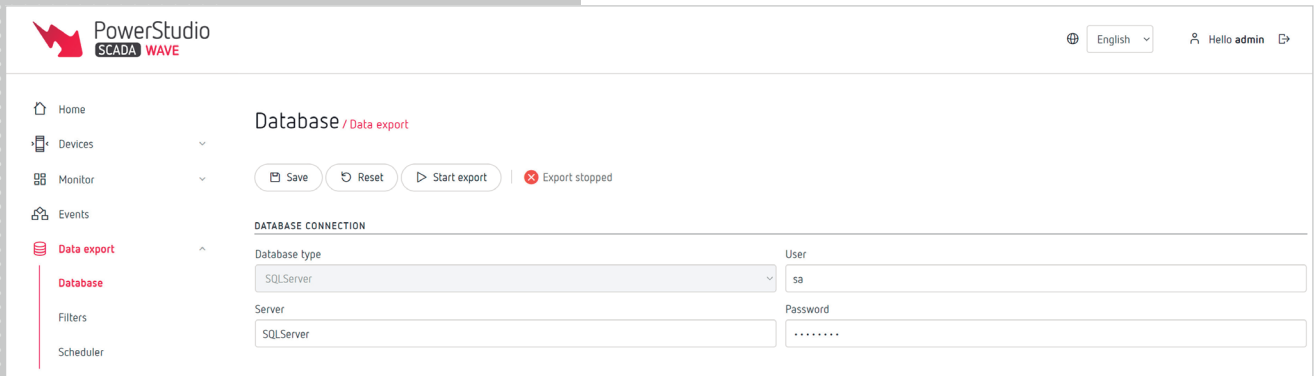 PowerStudio
SCADA WAVE
English
Hello admin
Home
Devices
Monitor
Events
Data export
Database
Filters
Scheduler
Database / Data export
Save
Reset
Start export
Export stopped
DATABASE CONNECTION
Database type
User
SQLServer
sa
Server
Password
SQLServer
········